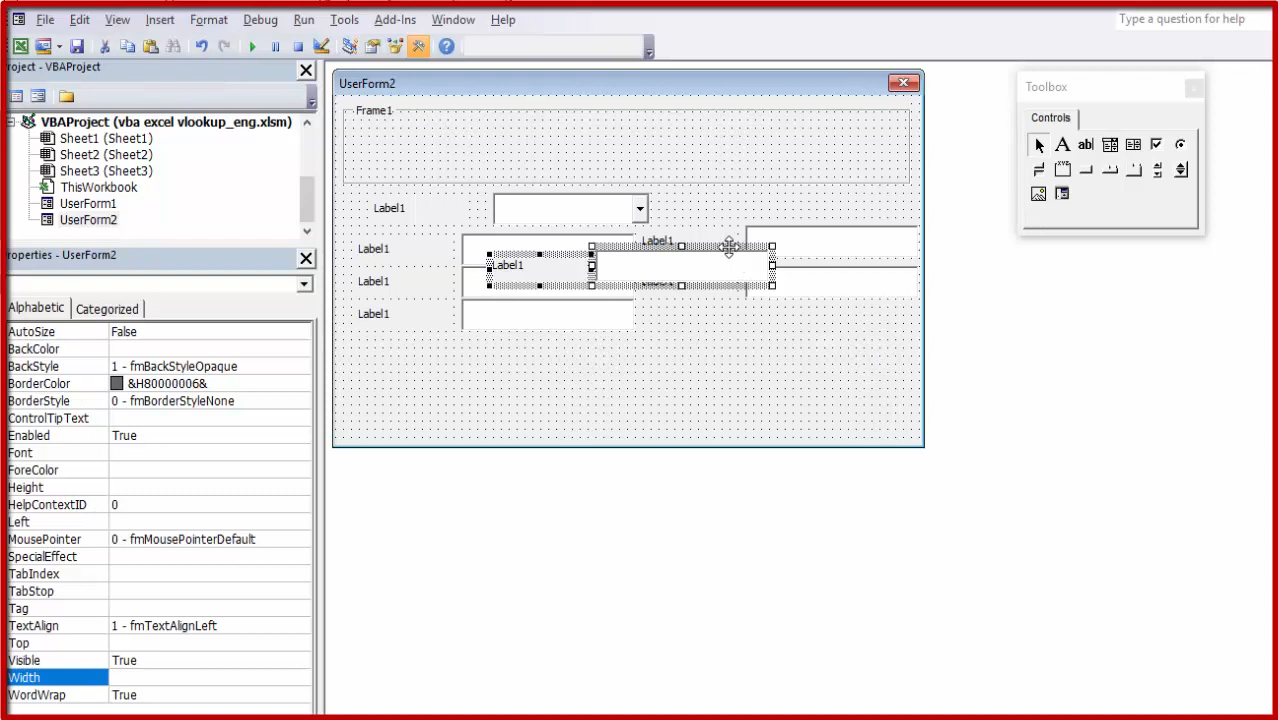 File Edit View Insert Format Debug Run Tools Add-Ins Window Help
Type a question for help
roject - VBAProject
VBAProject (vba excel vlookup_eng.xlsm)
Sheet1 (Sheet1)
Sheet2 (Sheet2)
Sheet3 (Sheet3)
ThisWorkbook
UserForm1
UserForm2
roperties - UserForm2
Alphabetic Categorized
AutoSize False
BackColor
BackStyle 1 - fmBackStyleOpaque
BorderColor &H80000006&
BorderStyle 0 - fmBorderStyleNone
ControlTipText
Enabled True
Font
ForeColor
Height
HelpContextID 0
Left
MousePointer 0 - fmMousePointerDefault
SpecialEffect
TabIndex
TabStop
Tag
TextAlign 1 - fmTextAlignLeft
Top
Visible True
Width
WordWrap True
UserForm2
Frame1
Label1
Label1 Label1
Label1
Label1
Label1
Toolbox
Controls
A ab|